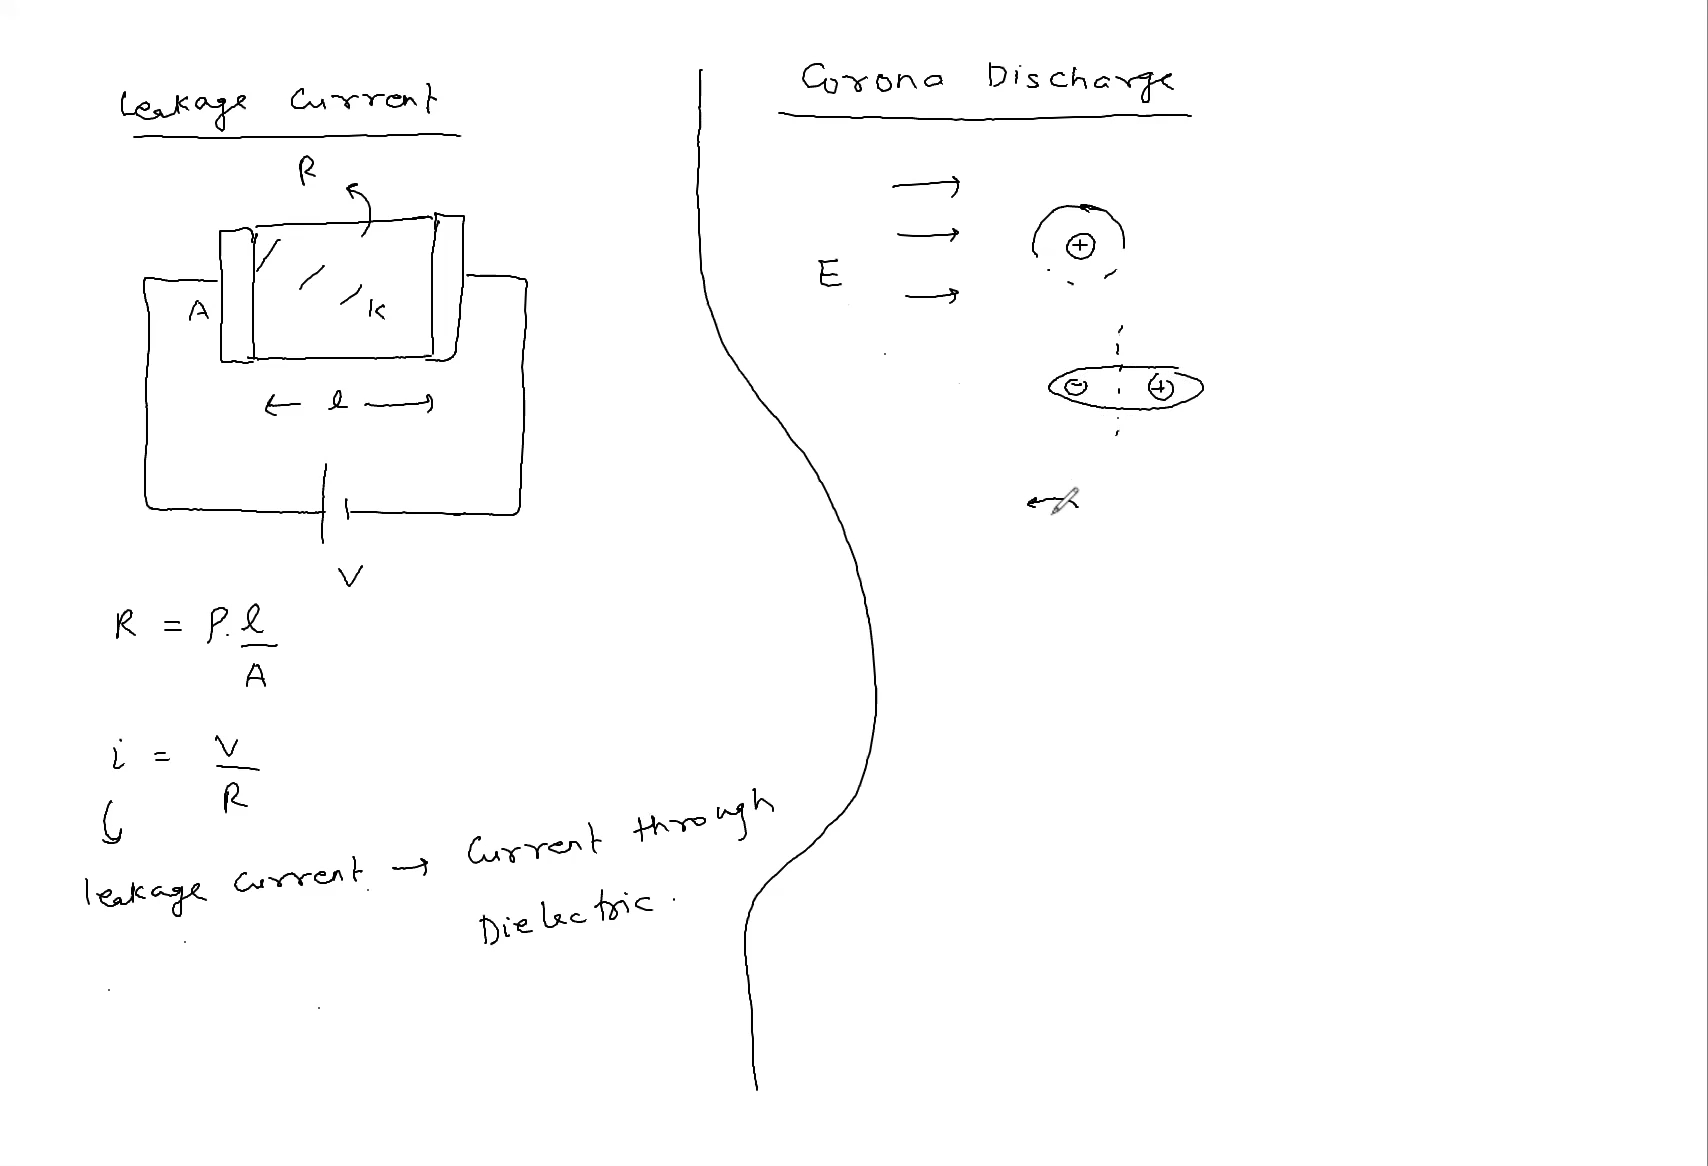 Leakage Current
R
A
K
l
V
R = ρ. l
A
i = V
R
leakage current. → Current through
Dielectric.
Corona Discharge
E
+
- +